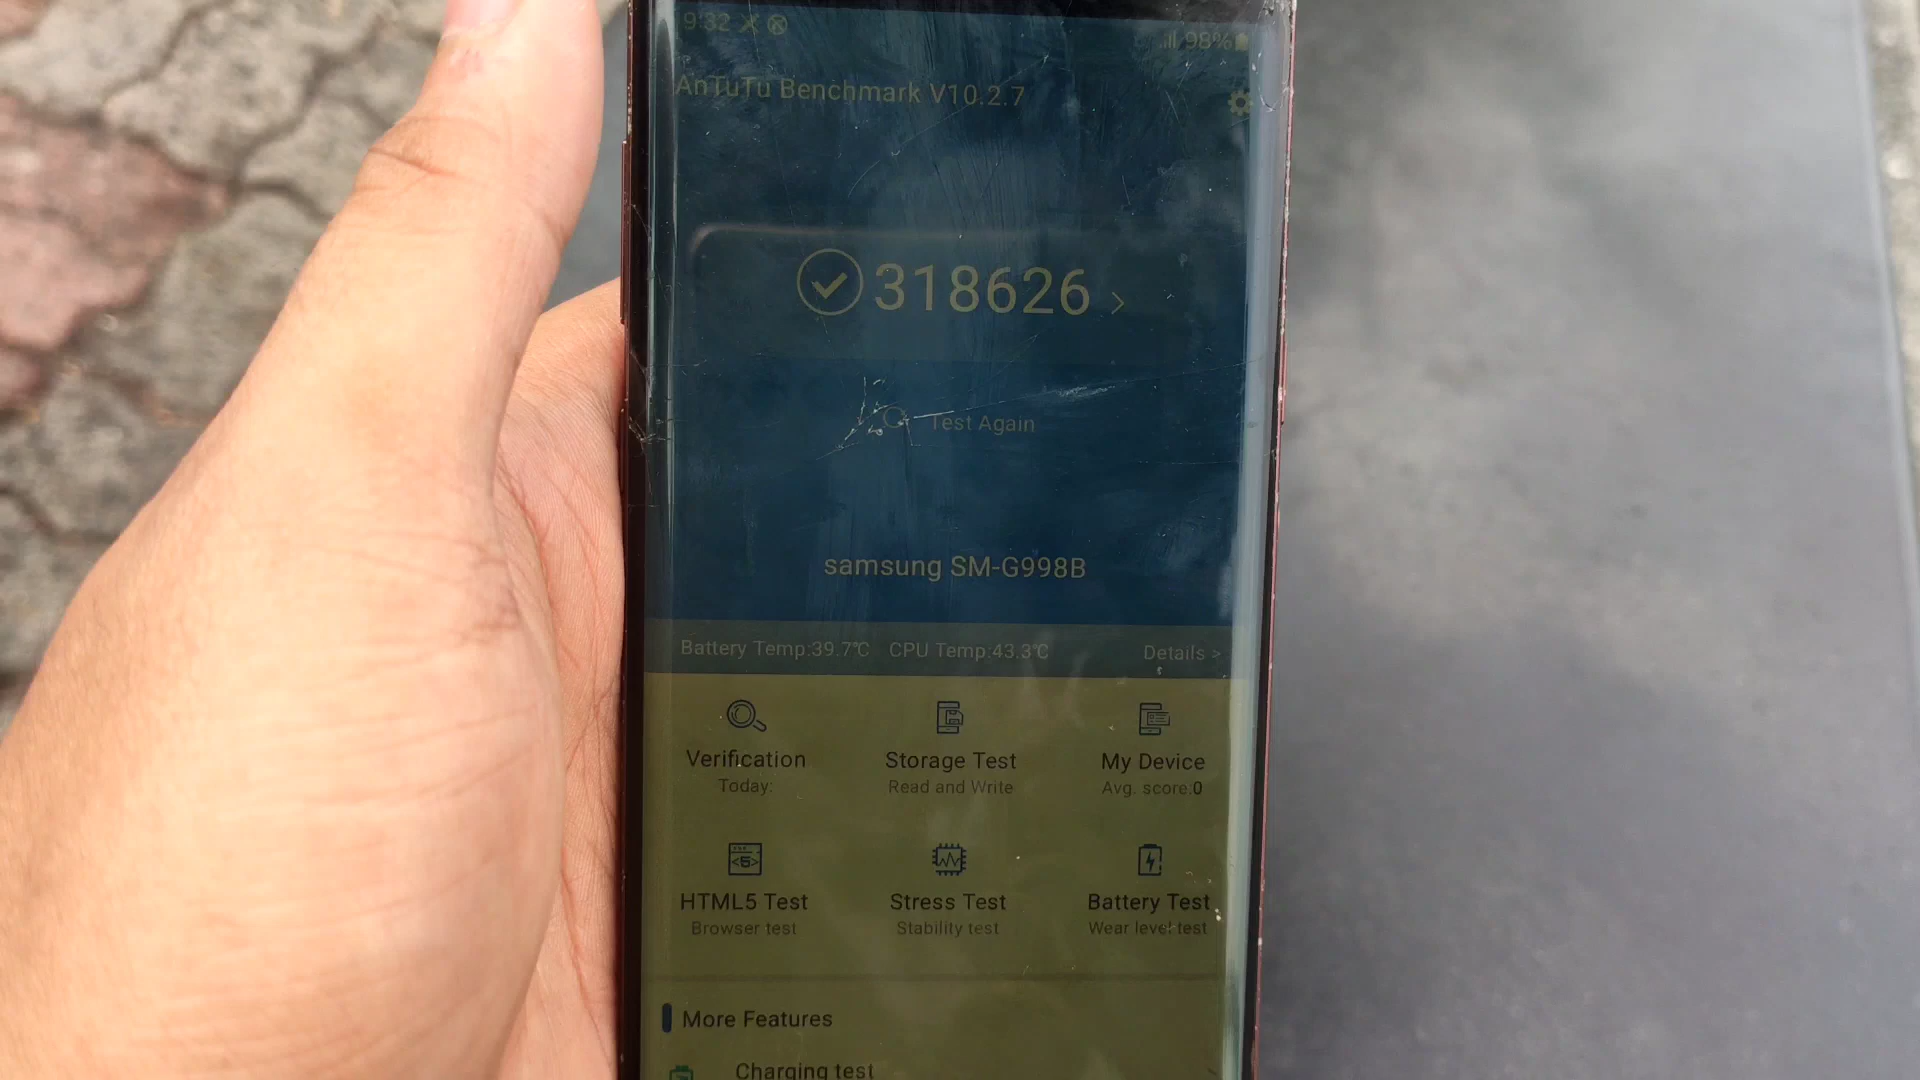 9:32 98%
AnTuTu Benchmark V10.2.7
318626 >
Test Again
samsung SM-G998B
Battery Temp:39.7℃ CPU Temp:43.3℃ Details >
Verification Storage Test My Device
Today: Read and Write Avg. score:0
HTML5 Test Stress Test Battery Test
Browser test Stability test Wear level test
More Features
Charging test